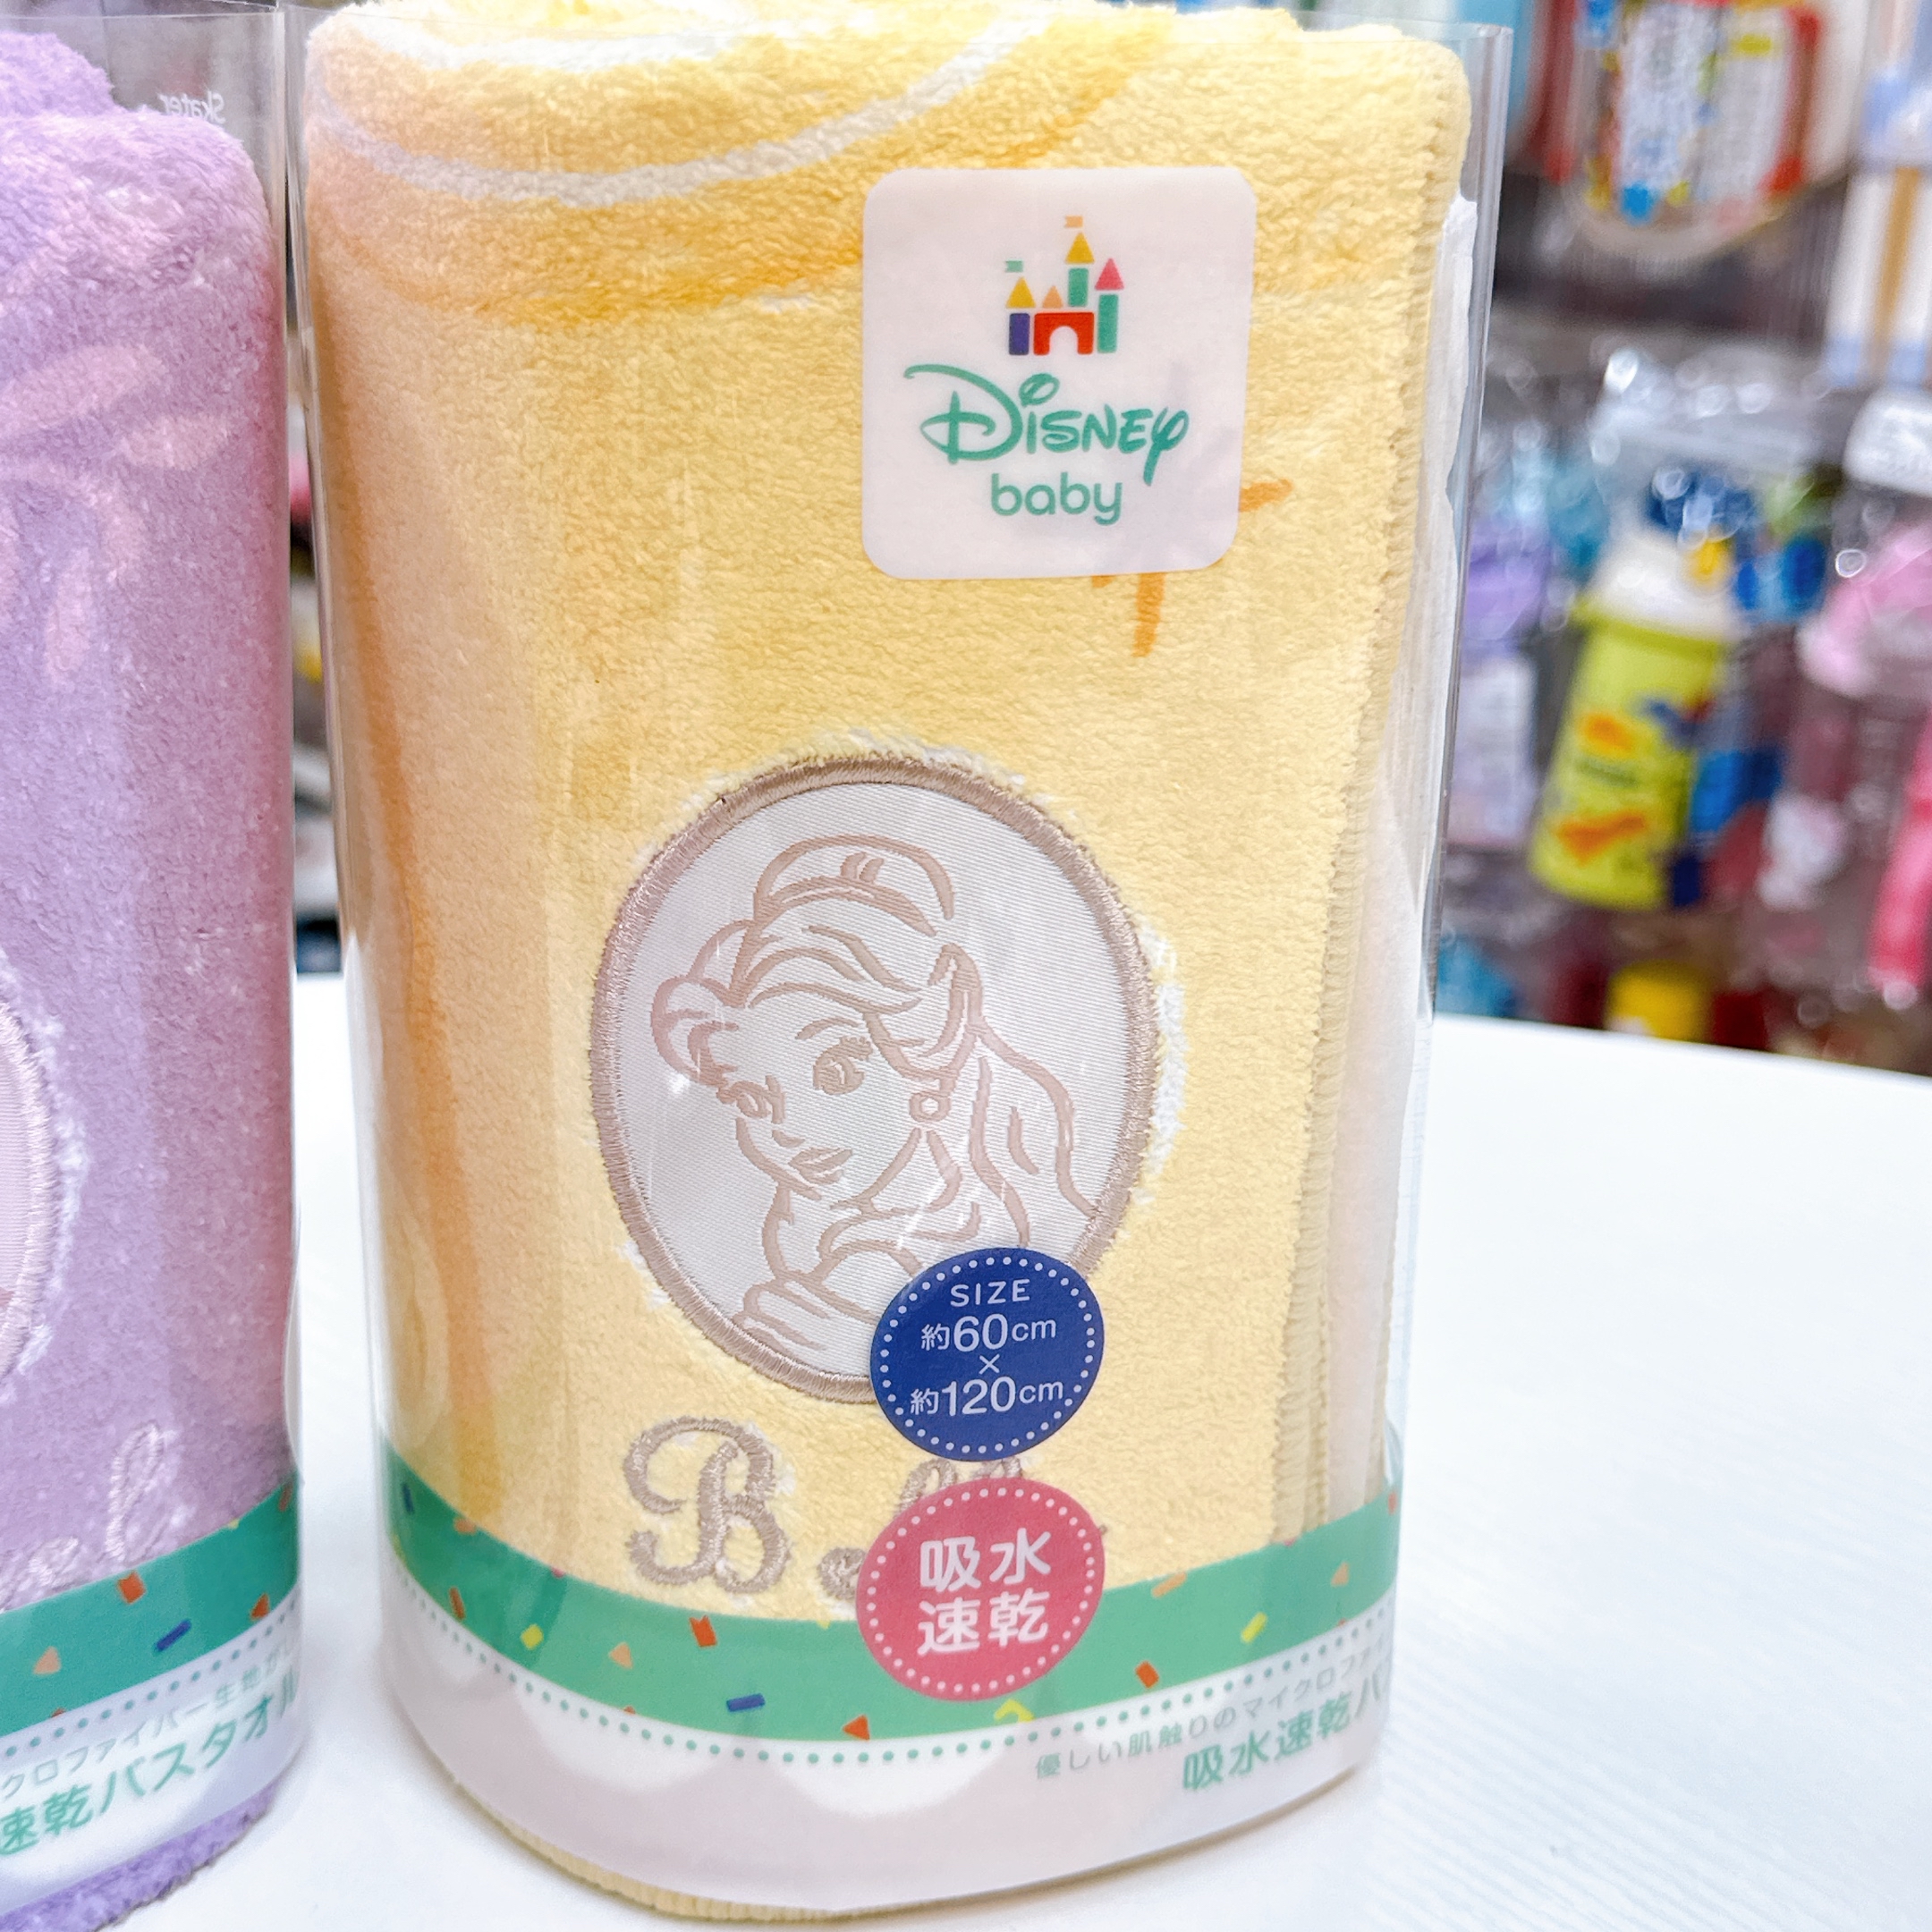 Skater
Disney
baby
SIZE
約60cm
×
約120cm
B
吸水
速乾
優しい肌触りのマイクロファイ
吸水速乾バ
クロファイバー生地が
速乾バスタオル